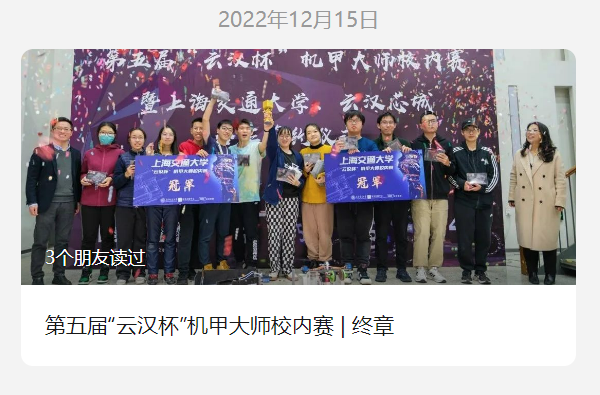 2022年12月15日
第五届“云汉杯”机甲大师校内赛
暨上海交通大学 云汉芯城
上海交通大学
冠军
上海交通大学
冠军
3个朋友读过
第五届“云汉杯”机甲大师校内赛 | 终章